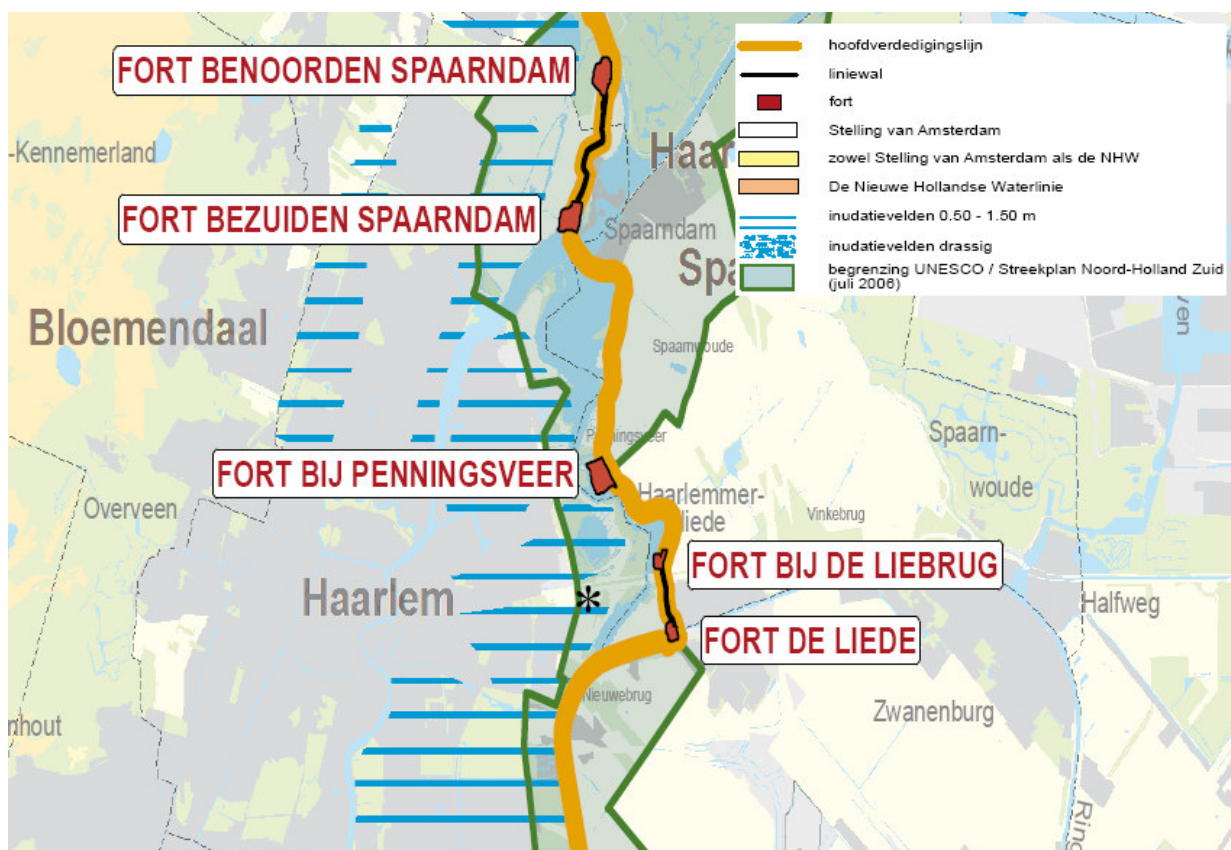 FORT BENOORDEN SPAARNDAM
hoofdverdedigingslijn
liniewal
fort
Stelling van Amsterdam
zowel Stelling van Amsterdam als de NHW
De Nieuwe Hollandse Waterlinie
inudatievelden 0.50 - 1.50 m
inudatievelden drassig
begrenzing UNESCO / Streekplan Noord-Holland Zuid
(juli 2006)
-Kennemerland
Haar
FORT BEZUIDEN SPAARNDAM
Spaarndam
Spa
Bloemendaal
Spaarnwoude
FORT BIJ PENNINGSVEER
Spaarn-
woude
Overveen
Haarlemmer-
liede
Vinkebrug
FORT BIJ DE LIEBRUG
Haarlem
*
Halfweg
FORT DE LIEDE
Nieuwebrug
Zwanenburg
nhout
Ring